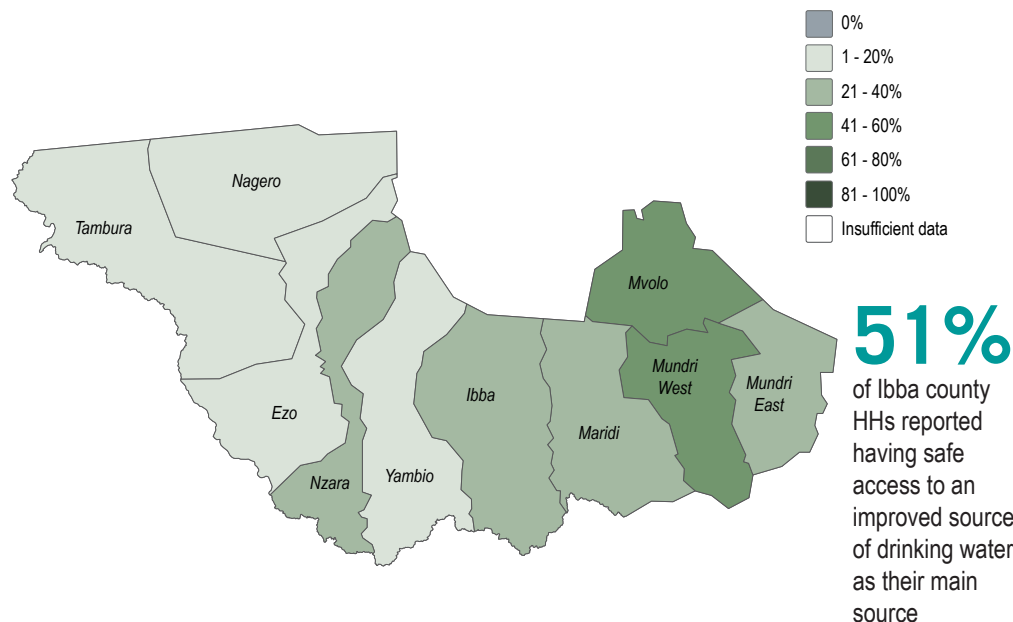 0%
1 - 20%
21 - 40%
41 - 60%
61 - 80%
81 - 100%
Insufficient data
Nagero
Tambura
Mvolo
Mundri
West
Mundri
East
Ibba
Ezo
Maridi
Nzara
Yambio
51%
of Ibba county
HHs reported
having safe
access to an
improved source
of drinking water
as their main
source